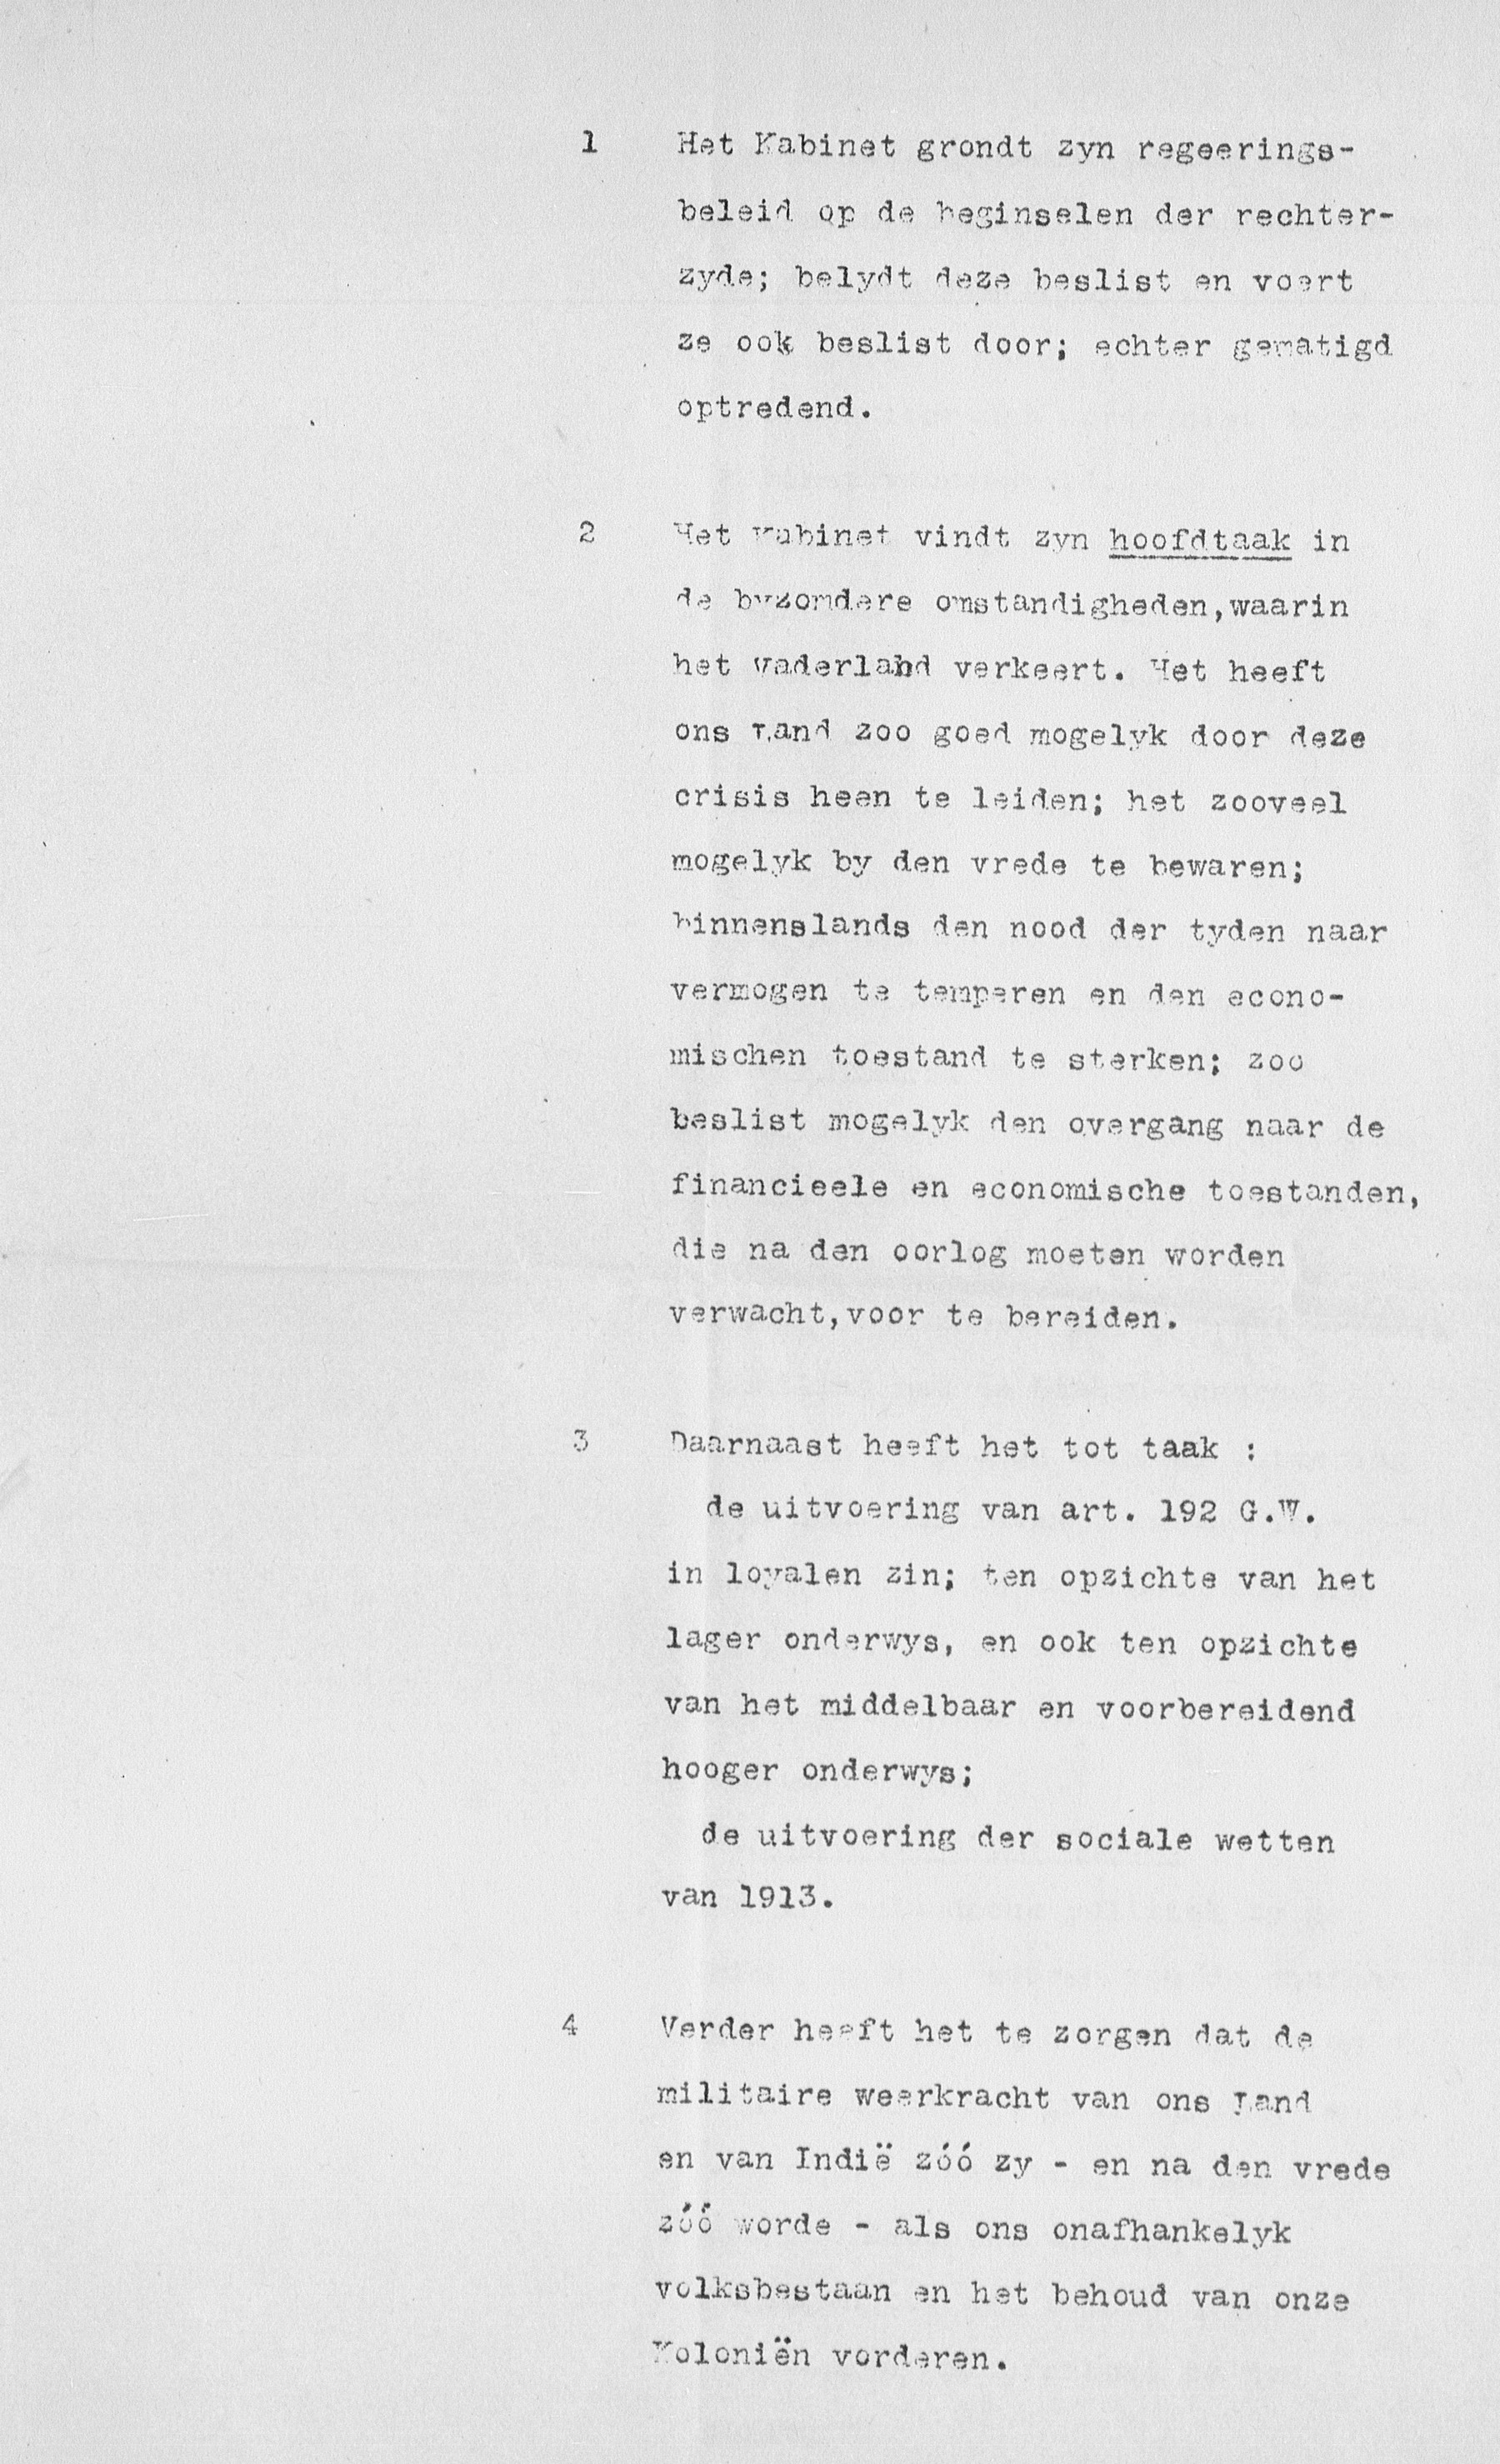 1 Het Kabinet grondt zyn regeerings-
beleid op de beginselen der rechter-
zyde; belydt deze beslist en voert
ze ook beslist door; echter gematigd
optredend.
2 Het Kabinet vindt zyn hoofdtaak in
de byzondere omstandigheden,waarin
het vaderland verkeert. Het heeft
ons Land zoo goed mogelyk door deze
crisis heen te leiden; het zooveel
mogelyk by den vrede te bewaren;
binnenslands den nood der tyden naar
vermogen te temperen en den econo-
mischen toestand te sterken; zoo
beslist mogelyk den overgang naar de
financieele en economische toestanden,
die na den oorlog moeten worden
verwacht,voor te bereiden.
3 Daarnaast heeft het tot taak :
de uitvoering van art. 192 G.W.
in loyalen zin; ten opzichte van het
lager onderwys, en ook ten opzichte
van het middelbaar en voorbereidend
hooger onderwys;
de uitvoering der sociale wetten
van 1913.
4 Verder heeft het te zorgen dat de
militaire weerkracht van ons Land
en van Indië zóó zy - en na den vrede
zóó worde - als ons onafhankelyk
volksbestaan en het behoud van onze
Koloniën vorderen.